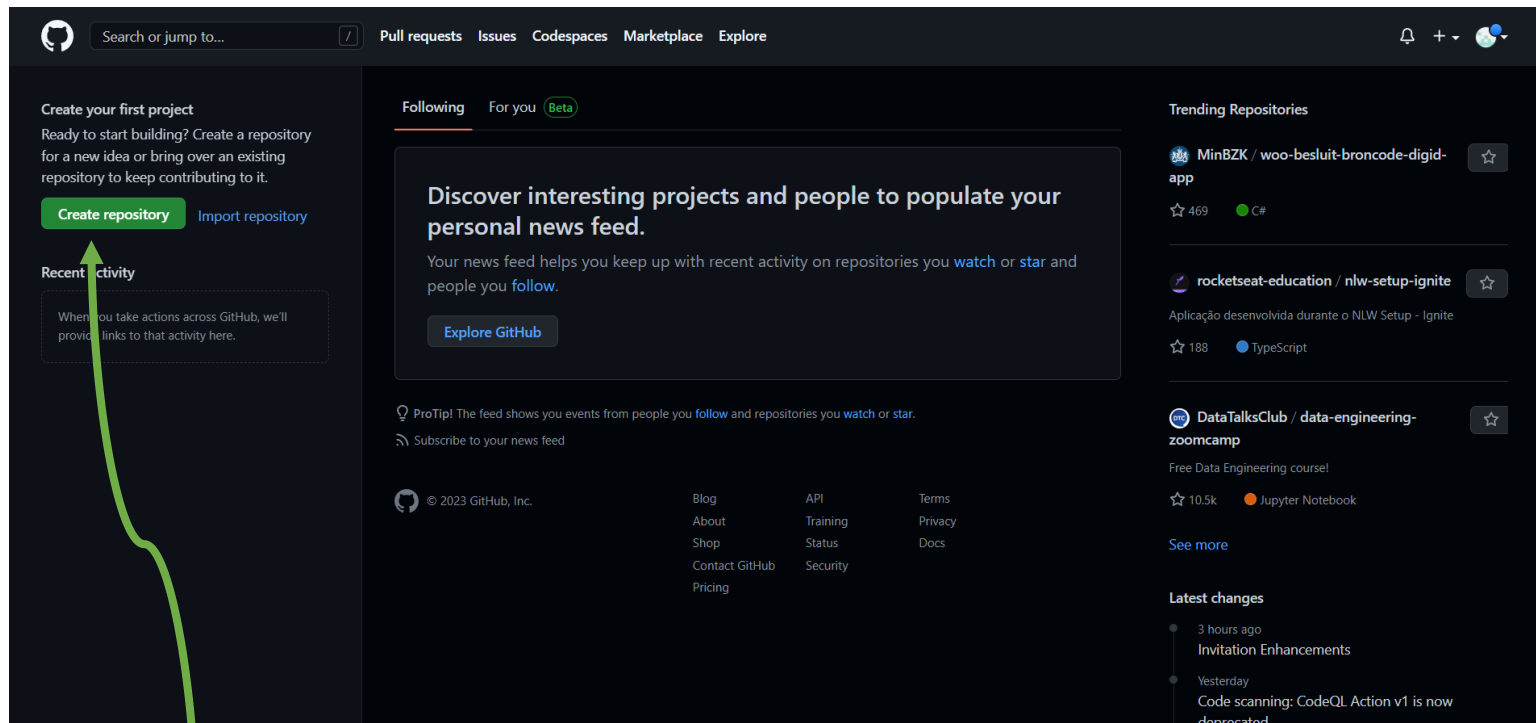 Search or jump to... /
Pull requests Issues Codespaces Marketplace Explore
Create your first project
Ready to start building? Create a repository
for a new idea or bring over an existing
repository to keep contributing to it.
Create repository Import repository
Recent activity
When you take actions across GitHub, we'll
provide links to that activity here.
Following For you Beta
Discover interesting projects and people to populate your
personal news feed.
Your news feed helps you keep up with recent activity on repositories you watch or star and
people you follow.
Explore GitHub
ProTip! The feed shows you events from people you follow and repositories you watch or star.
Subscribe to your news feed
© 2023 GitHub, Inc.
Blog
About
Shop
Contact GitHub
Pricing
API
Training
Status
Security
Terms
Privacy
Docs
Trending Repositories
MinBZK / woo-besluit-broncode-digid-
app
469 C#
rocketseat-education / nlw-setup-ignite
Aplicação desenvolvida durante o NLW Setup - Ignite
188 TypeScript
DTC
DataTalksClub / data-engineering-
zoomcamp
Free Data Engineering course!
10.5k Jupyter Notebook
See more
Latest changes
3 hours ago
Invitation Enhancements
Yesterday
Code scanning: CodeQL Action v1 is now
deprecated